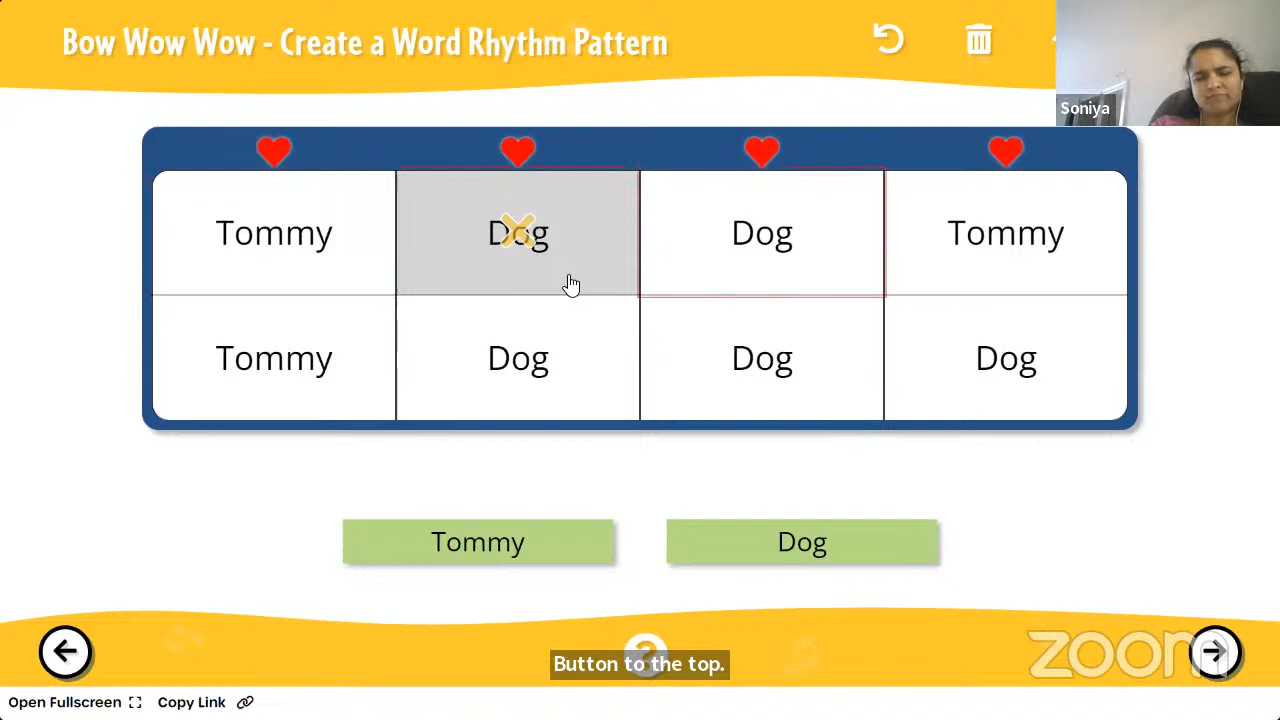 Bow Wow Wow - Create a Word Rhythm Pattern
Soniya
Tommy Dog Dog Tommy
Tommy Dog Dog Dog
Tommy Dog
?
Button to the top.
zoom
Open Fullscreen Copy Link